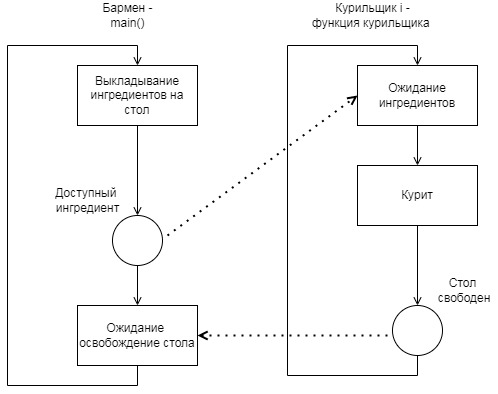 Бармен -
main()
Выкладывание
ингредиентов на
стол
Доступный
ингредиент
Ожидание
освобождение стола
Курильщик i -
функция курильщика
Ожидание
ингредиентов
Курит
Стол
свободен